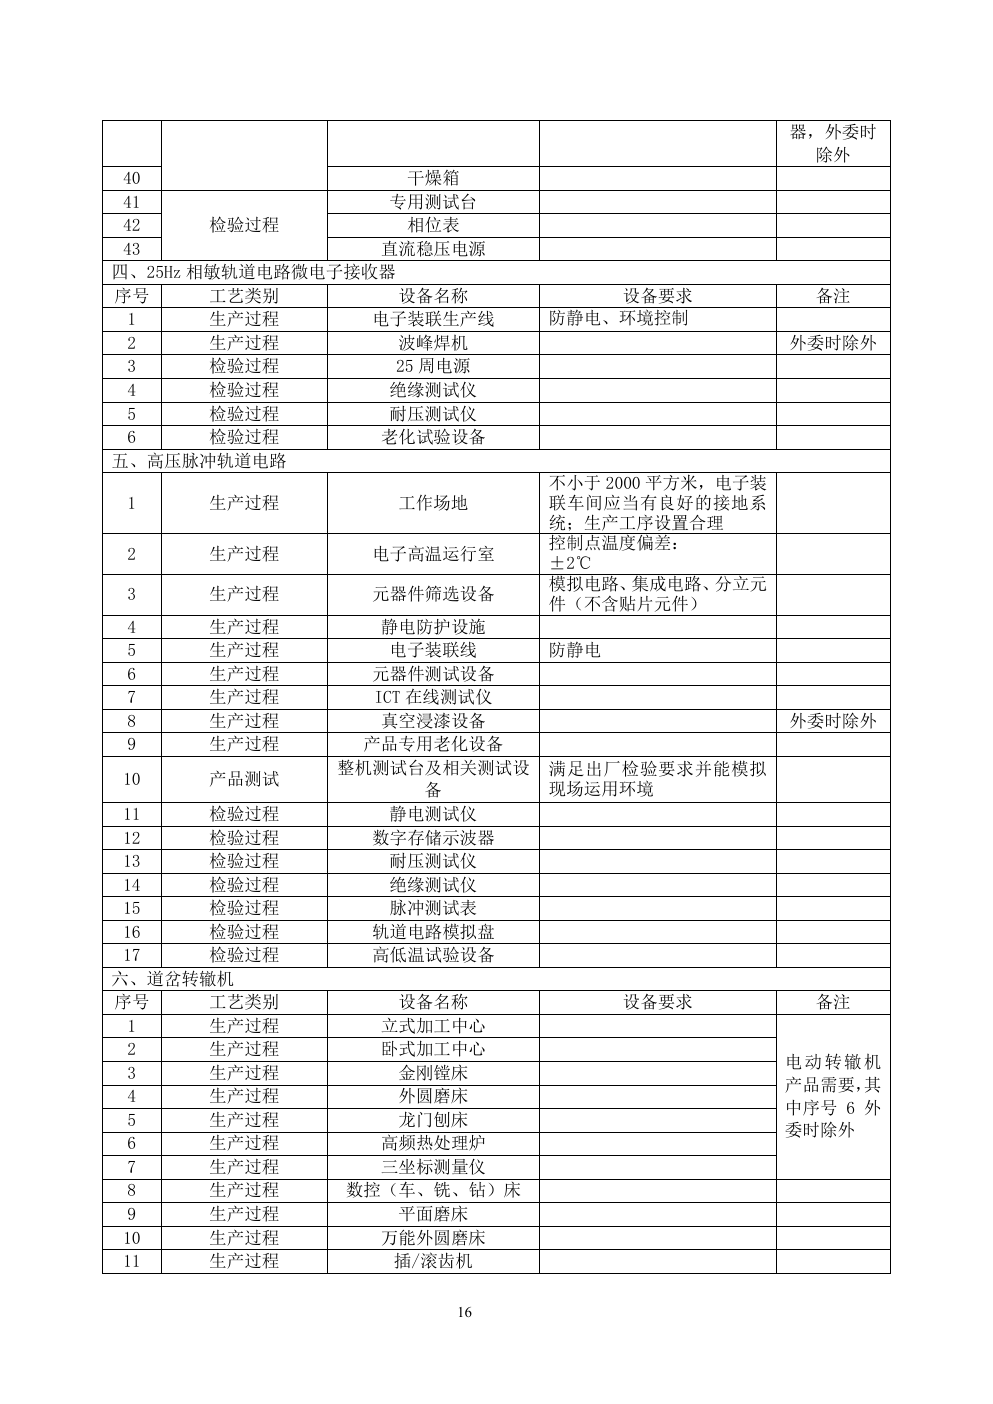 器，外委时
除外
40 干燥箱
41 专用测试台
42 检验过程 相位表
43 直流稳压电源
四、25Hz 相敏轨道电路微电子接收器
序号 工艺类别 设备名称 设备要求 备注
1 生产过程 电子装联生产线 防静电、环境控制
2 生产过程 波峰焊机 外委时除外
3 检验过程 25 周电源
4 检验过程 绝缘测试仪
5 检验过程 耐压测试仪
6 检验过程 老化试验设备
五、高压脉冲轨道电路
1 生产过程 工作场地 不小于 2000 平方米，电子装
联车间应当有良好的接地系
统；生产工序设置合理
2 生产过程 电子高温运行室 控制点温度偏差：
±2℃
3 生产过程 元器件筛选设备 模拟电路、集成电路、分立元
件（不含贴片元件）
4 生产过程 静电防护设施
5 生产过程 电子装联线 防静电
6 生产过程 元器件测试设备
7 生产过程 ICT 在线测试仪
8 生产过程 真空浸漆设备 外委时除外
9 生产过程 产品专用老化设备
10 产品测试 整机测试台及相关测试设
备 满足出厂检验要求并能模拟
现场运用环境
11 检验过程 静电测试仪
12 检验过程 数字存储示波器
13 检验过程 耐压测试仪
14 检验过程 绝缘测试仪
15 检验过程 脉冲测试表
16 检验过程 轨道电路模拟盘
17 检验过程 高低温试验设备
六、道岔转辙机
序号 工艺类别 设备名称 设备要求 备注
1 生产过程 立式加工中心
2 生产过程 卧式加工中心
3 生产过程 金刚镗床
4 生产过程 外圆磨床
5 生产过程 龙门刨床
6 生产过程 高频热处理炉
7 生产过程 三坐标测量仪
电动转辙机
产品需要，其
中序号 6 外
委时除外
8 生产过程 数控（车、铣、钻）床
9 生产过程 平面磨床
10 生产过程 万能外圆磨床
11 生产过程 插/滚齿机
16